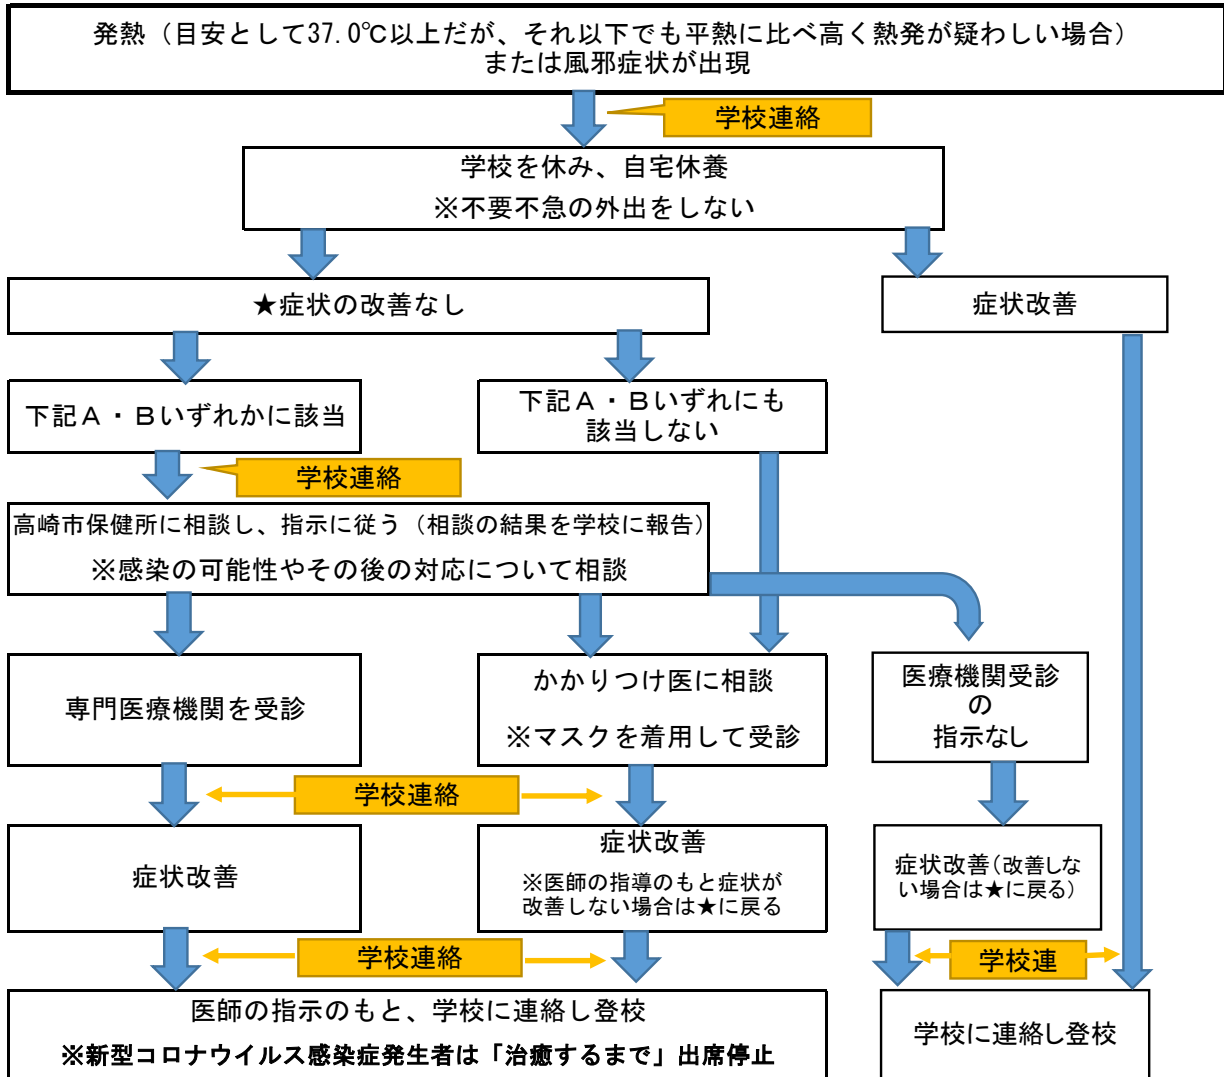 発熱（目安として37.0℃以上だが、それ以下でも平熱に比べ高く熱発が疑わしい場合）
または風邪症状が出現
学校連絡
学校を休み、自宅休養
※不要不急の外出をしない
★症状の改善なし
症状改善
下記Ａ・Ｂいずれかに該当
下記Ａ・Ｂいずれにも
該当しない
学校連絡
高崎市保健所に相談し、指示に従う（相談の結果を学校に報告）
※感染の可能性やその後の対応について相談
専門医療機関を受診
かかりつけ医に相談
※マスクを着用して受診
医療機関受診
の
指示なし
学校連絡
症状改善
症状改善
※医師の指導のもと症状が
改善しない場合は★に戻る
症状改善（改善しな
い場合は★に戻る）
学校連絡
学校連
医師の指示のもと、学校に連絡し登校
※新型コロナウイルス感染症発生者は「治癒するまで」出席停止
学校に連絡し登校